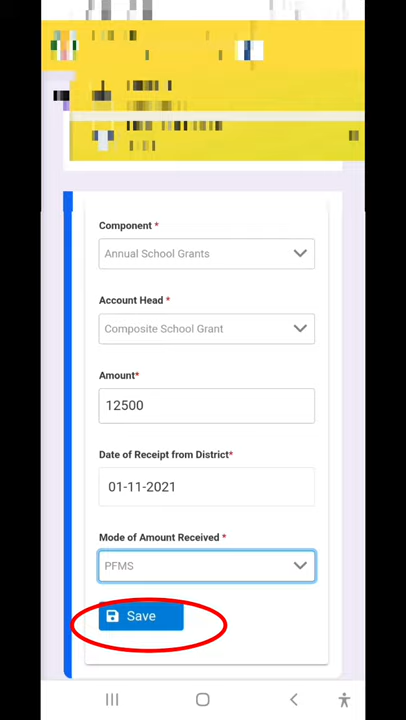 Component *
Annual School Grants
Account Head *
Composite School Grant
Amount*
12500
Date of Receipt from District*
01-11-2021
Mode of Amount Received *
PFMS
Save